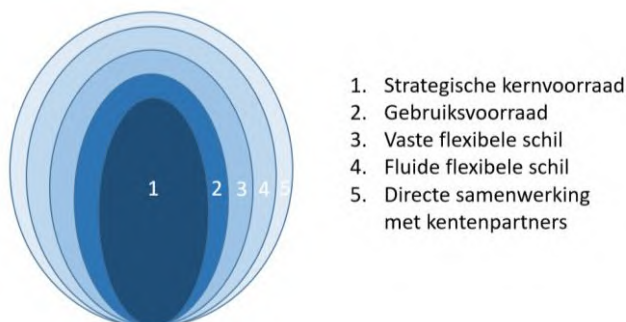 1 2 3 4 5
1. Strategische kernvoorraad
2. Gebruiksvoorraad
3. Vaste flexibele schil
4. Fluide flexibele schil
5. Directe samenwerking
met kentenpartners